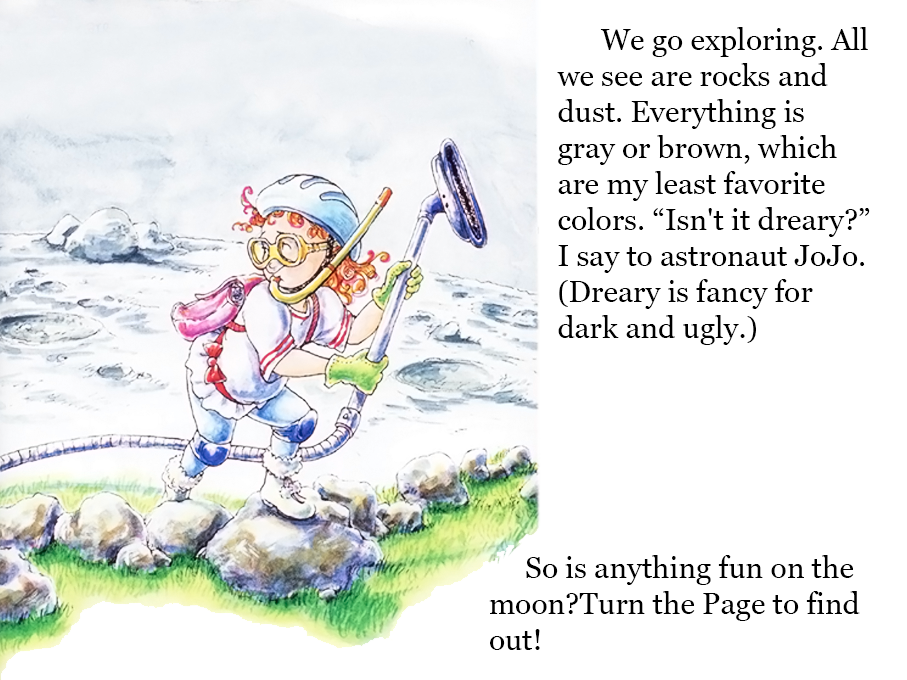 We go exploring. All
we see are rocks and
dust. Everything is
gray or brown, which
are my least favorite
colors. “Isn't it dreary?”
I say to astronaut JoJo.
(Dreary is fancy for
dark and ugly.)
So is anything fun on the
moon?Turn the Page to find
out!